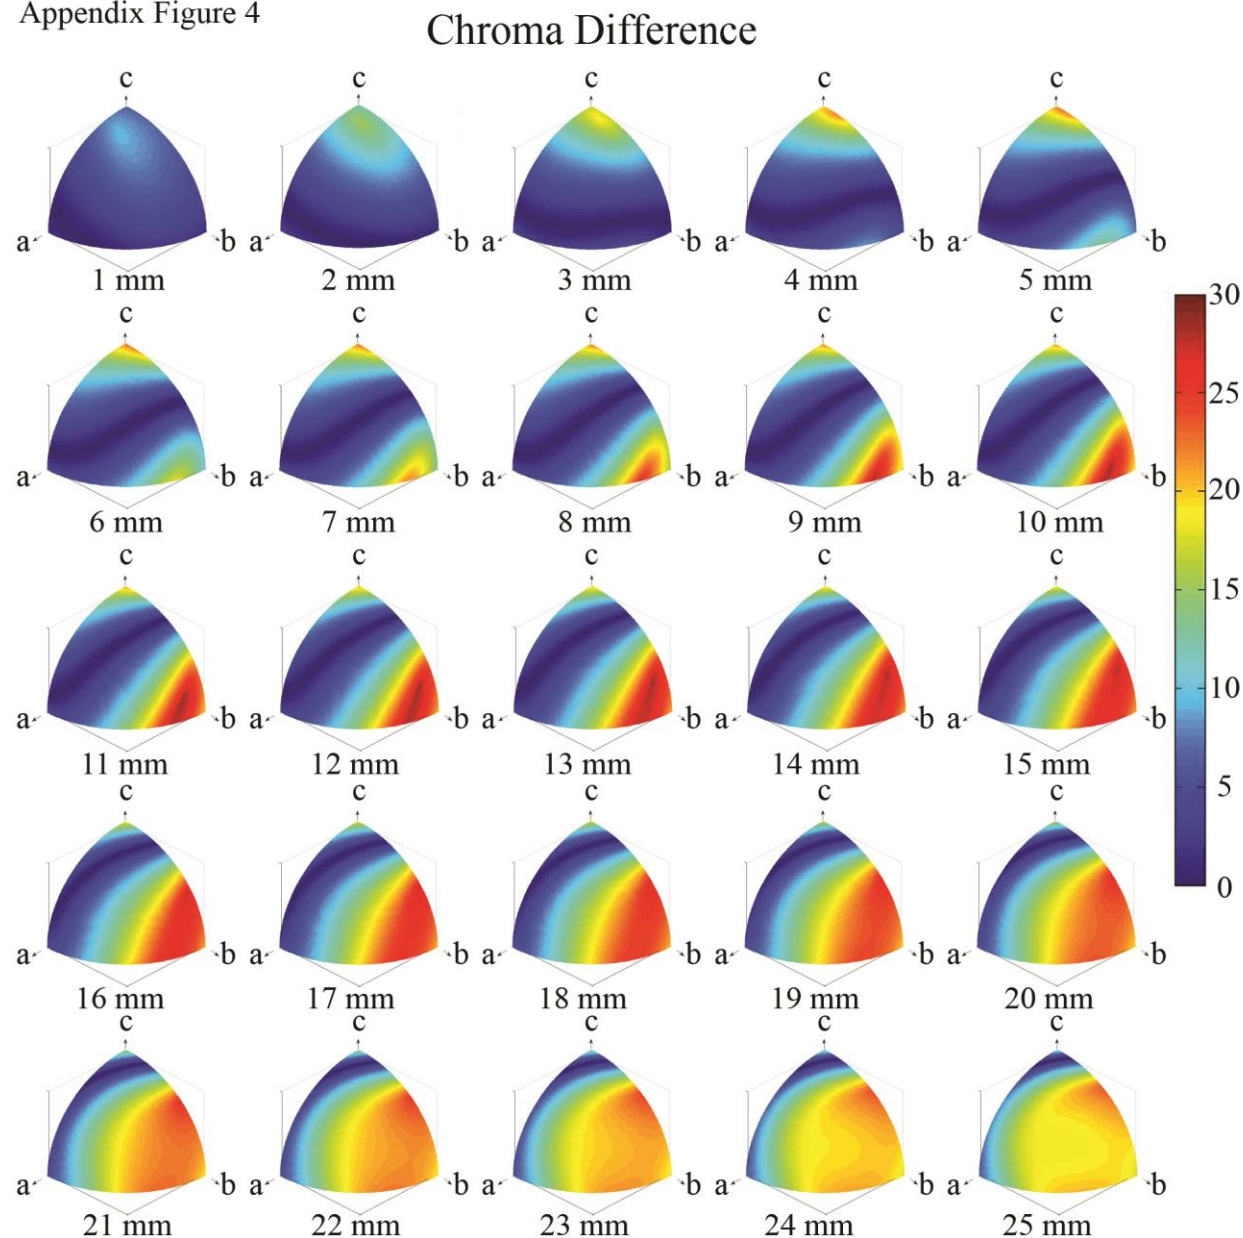 Appendix Figure 4
Chroma Difference
c c c c c
a b a b a b a b a b
1 mm 2 mm 3 mm 4 mm 5 mm
c c c c c
a b a b a b a b a b
6 mm 7 mm 8 mm 9 mm 10 mm
c c c c c
a b a b a b a b a b
11 mm 12 mm 13 mm 14 mm 15 mm
c c c c c
a b a b a b a b a b
16 mm 17 mm 18 mm 19 mm 20 mm
c c c c c
a b a b a b a b a b
21 mm 22 mm 23 mm 24 mm 25 mm
30
25
20
15
10
5
0